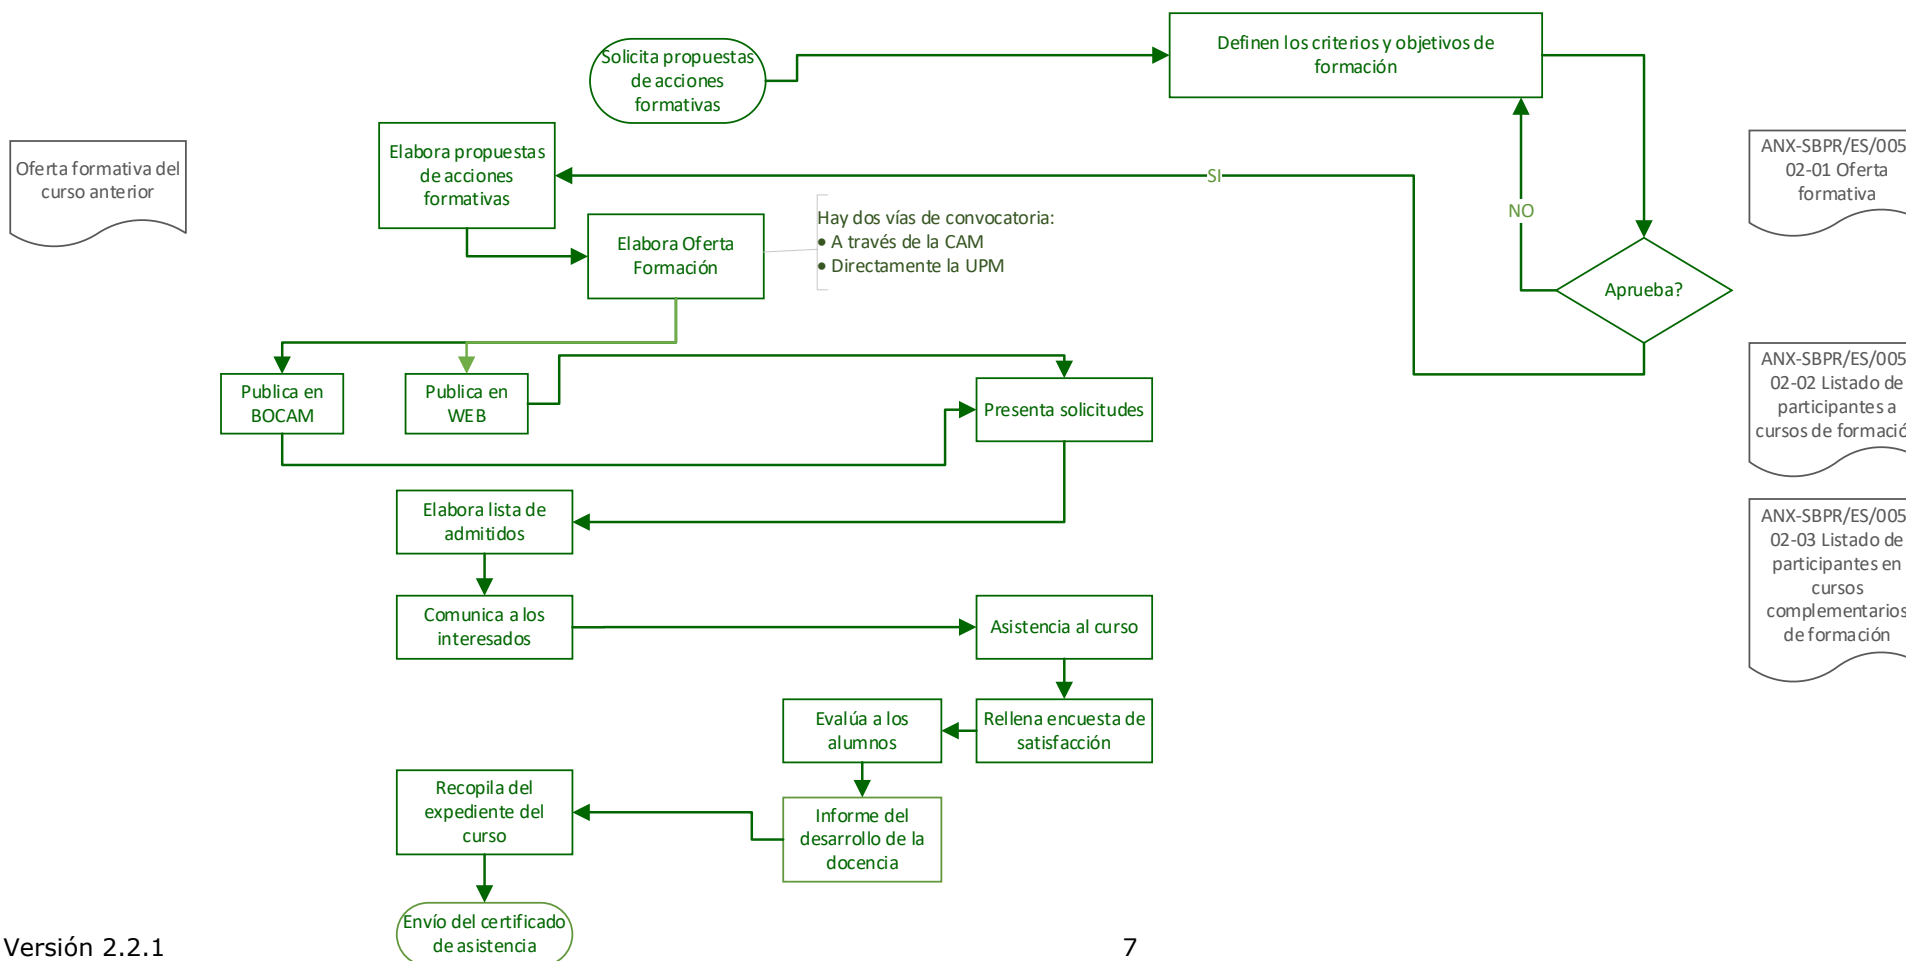 Solicita propuestas
de acciones
formativas
Definen los criterios y objetivos de
formación
Oferta formativa del
curso anterior
Elabora propuestas
de acciones
formativas
SI
NO
ANX-SBPR/ES/005
02-01 Oferta
formativa
Elabora Oferta
Formación
Hay dos vías de convocatoria:
• A través de la CAM
• Directamente la UPM
Aprueba?
Publica en
BOCAM
Publica en
WEB
Presenta solicitudes
ANX-SBPR/ES/005
02-02 Listado de
participantes a
cursos de formació
Elabora lista de
admitidos
ANX-SBPR/ES/005
02-03 Listado de
participantes en
cursos
complementarios
de formación
Comunica a los
interesados
Asistencia al curso
Evalúa a los
alumnos
Rellena encuesta de
satisfacción
Recopila del
expediente del
curso
Informe del
desarrollo de la
docencia
Envío del certificado
de asistencia
Versión 2.2.1
7